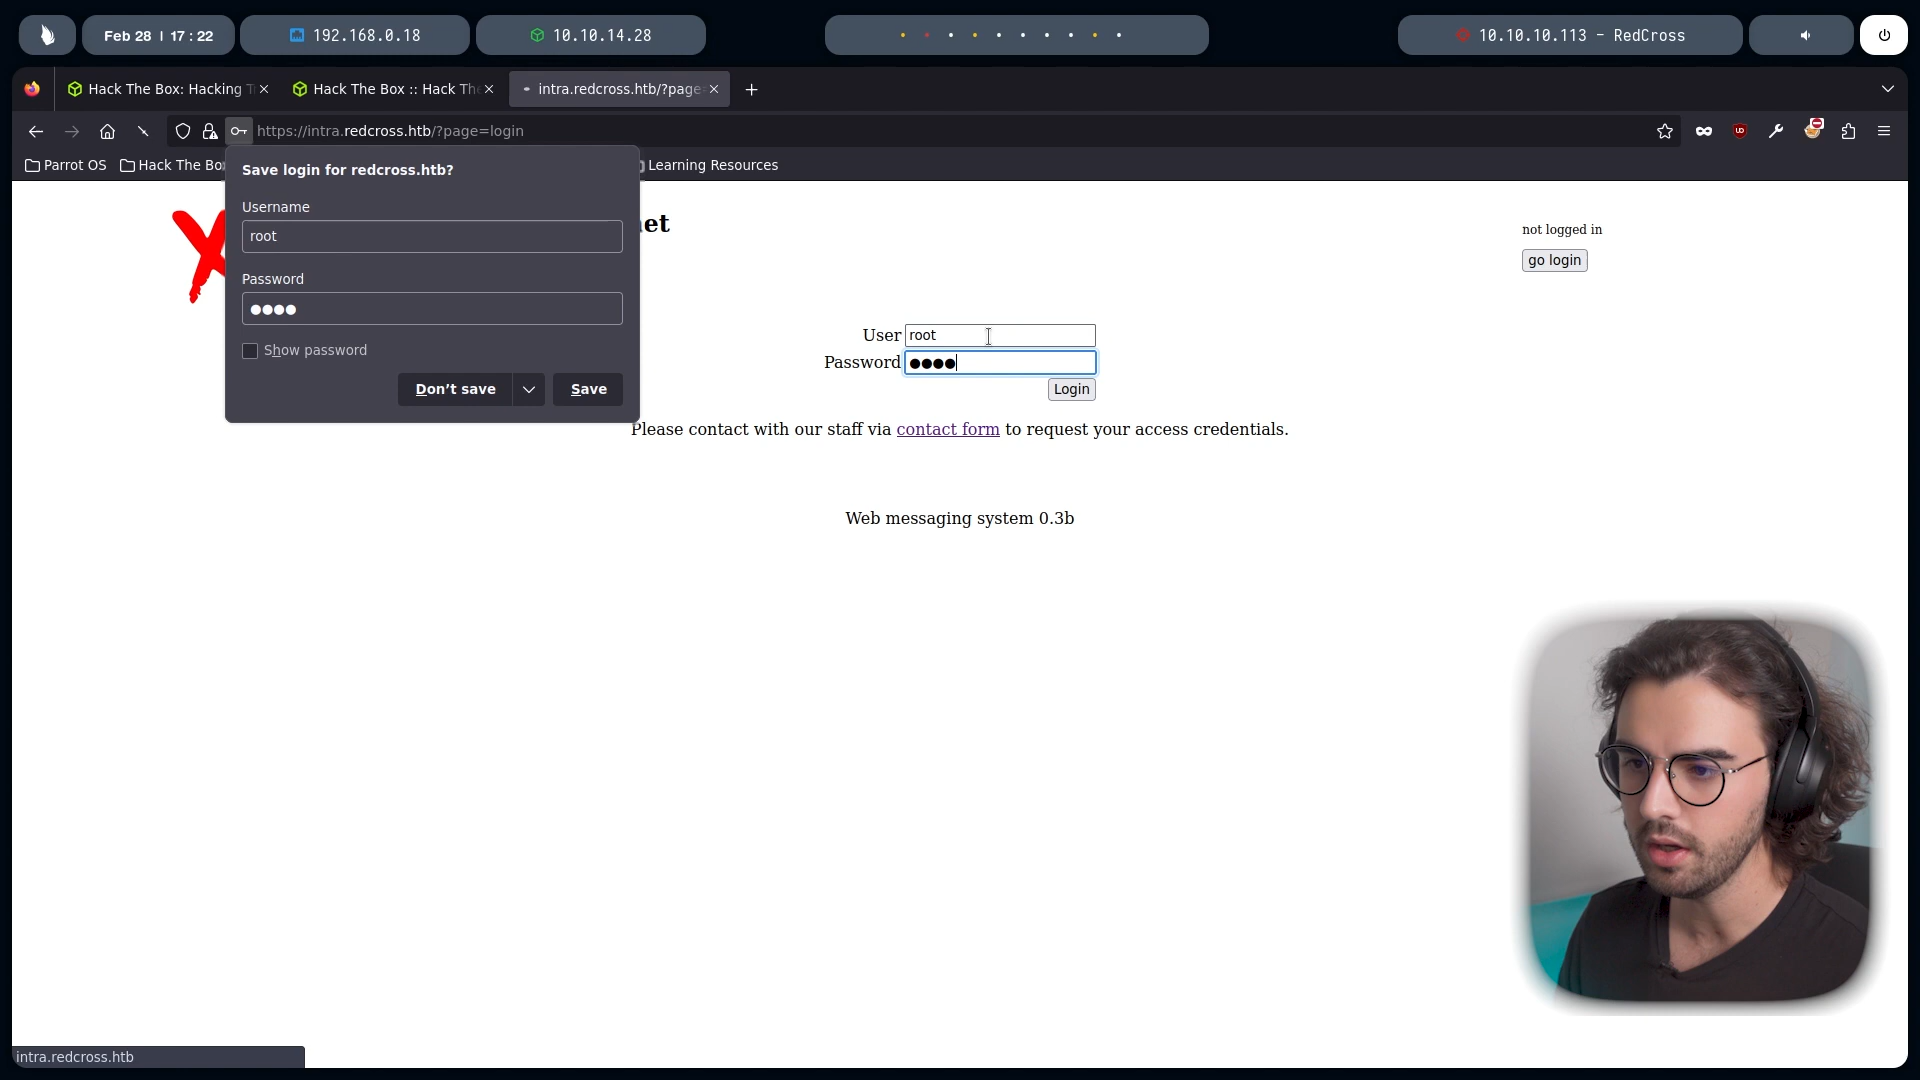 Feb 28 | 17 : 22
192.168.0.18
10.10.14.28
10.10.10.113 - RedCross
Hack The Box: Hacking T
Hack The Box :: Hack The
intra.redcross.htb/?page
https://intra.redcross.htb/?page=login
Parrot OS
Hack The Bo
Learning Resources
Save login for redcross.htb?
Username
root
Password
Show password
Don't save
Save
et
not logged in
go login
User root
Password
Login
Please contact with our staff via contact form to request your access credentials.
Web messaging system 0.3b
intra.redcross.htb